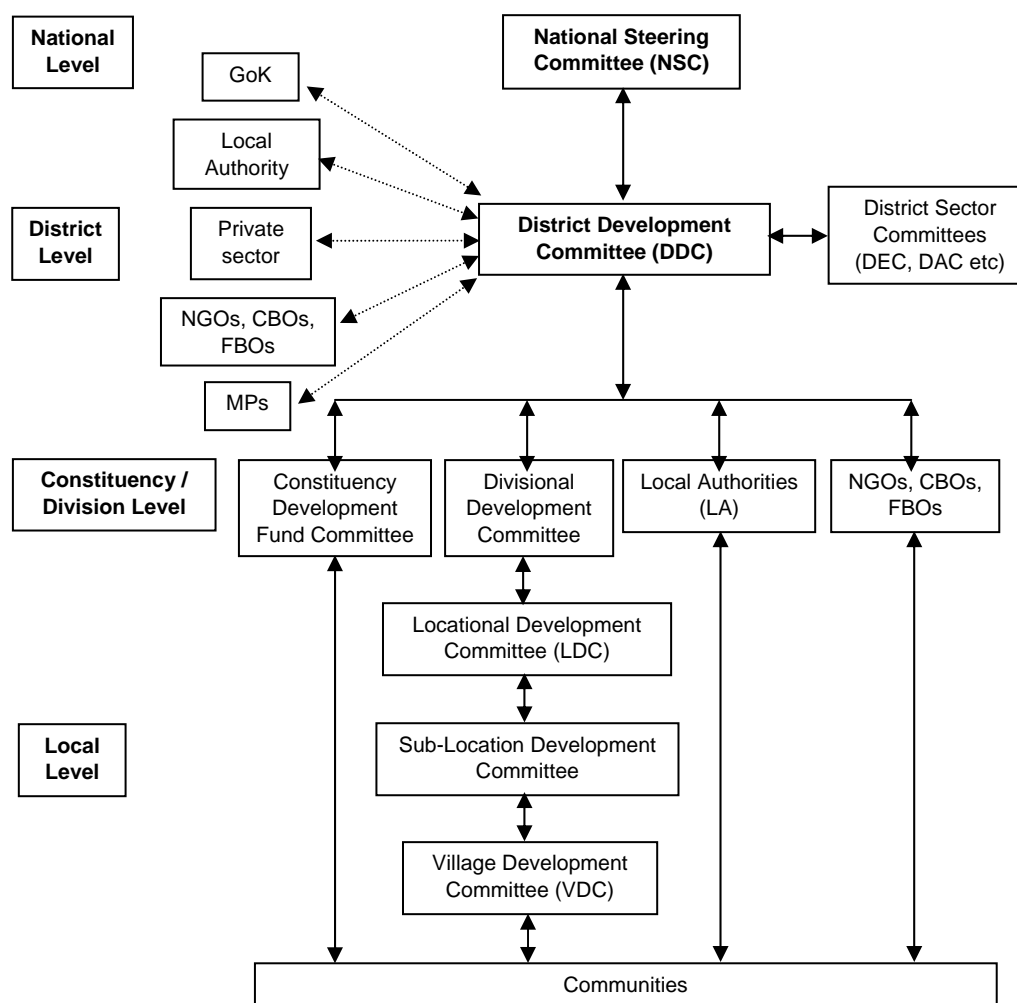 National
Level
National Steering
Committee (NSC)
GoK
Local
Authority
District
Level
Private
sector
District Development
Committee (DDC)
District Sector
Committees
(DEC, DAC etc)
NGOs, CBOs,
FBOs
MPs
Constituency /
Division Level
Constituency
Development
Fund Committee
Divisional
Development
Committee
Local Authorities
(LA)
NGOs, CBOs,
FBOs
Locational Development
Committee (LDC)
Local
Level
Sub-Location Development
Committee
Village Development
Committee (VDC)
Communities